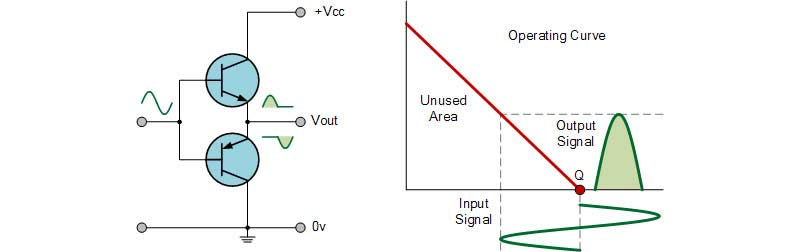 +Vcc
Vout
0v
Operating Curve
Unused
Area
Output
Signal
Q
Input
Signal